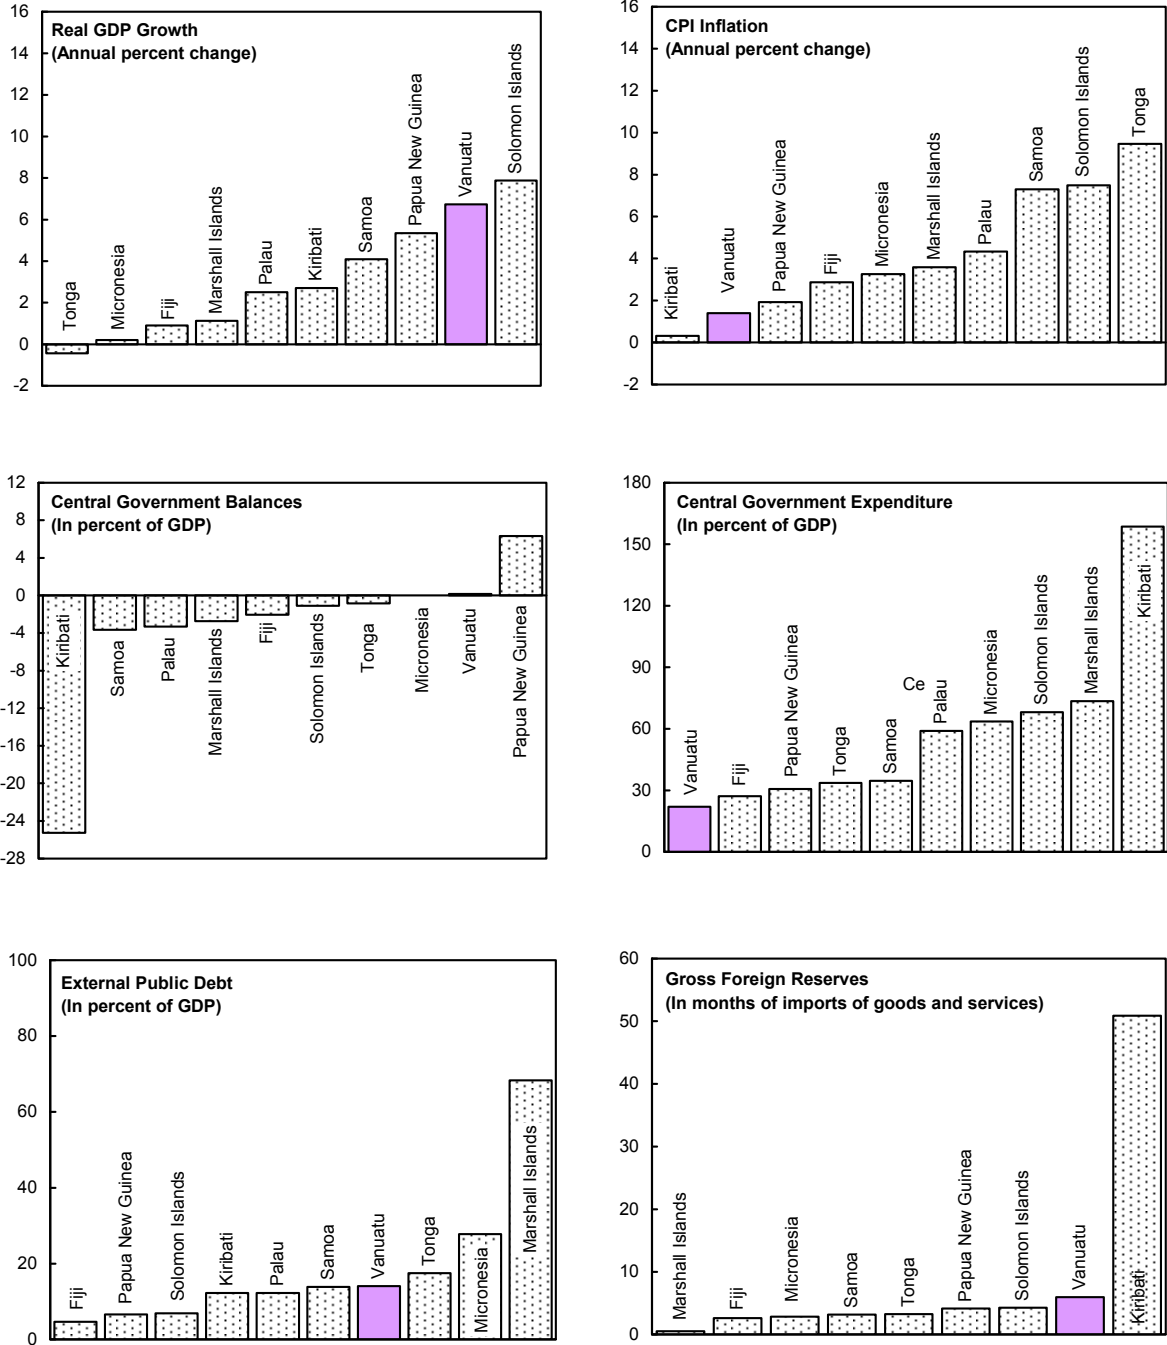 Real GDP Growth
(Annual percent change)
16
14
12
10
8
6
4
2
0
-2
Tonga
Micronesia
Fiji
Marshall Islands
Palau
Kiribati
Samoa
Papua New Guinea
Vanuatu
Solomon Islands
CPI Inflation
(Annual percent change)
16
14
12
10
8
6
4
2
0
-2
Kiribati
Vanuatu
Papua New Guinea
Fiji
Micronesia
Marshall Islands
Palau
Samoa
Solomon Islands
Tonga
Central Government Balances
(In percent of GDP)
12
8
4
0
-4
-8
-12
-16
-20
-24
-28
Kiribati
Samoa
Palau
Marshall Islands
Fiji
Solomon Islands
Tonga
Micronesia
Vanuatu
Papua New Guinea
Central Government Expenditure
(In percent of GDP)
180
150
120
90
60
30
0
Vanuatu
Fiji
Papua New Guinea
Tonga
Samoa
Ce
Palau
Micronesia
Solomon Islands
Marshall Islands
Kiribati
External Public Debt
(In percent of GDP)
100
80
60
40
20
0
Fiji
Papua New Guinea
Solomon Islands
Kiribati
Palau
Samoa
Vanuatu
Tonga
Micronesia
Marshall Islands
Gross Foreign Reserves
(In months of imports of goods and services)
60
50
40
30
20
10
0
Marshall Islands
Fiji
Micronesia
Samoa
Tonga
Papua New Guinea
Solomon Islands
Vanuatu
Kiribati